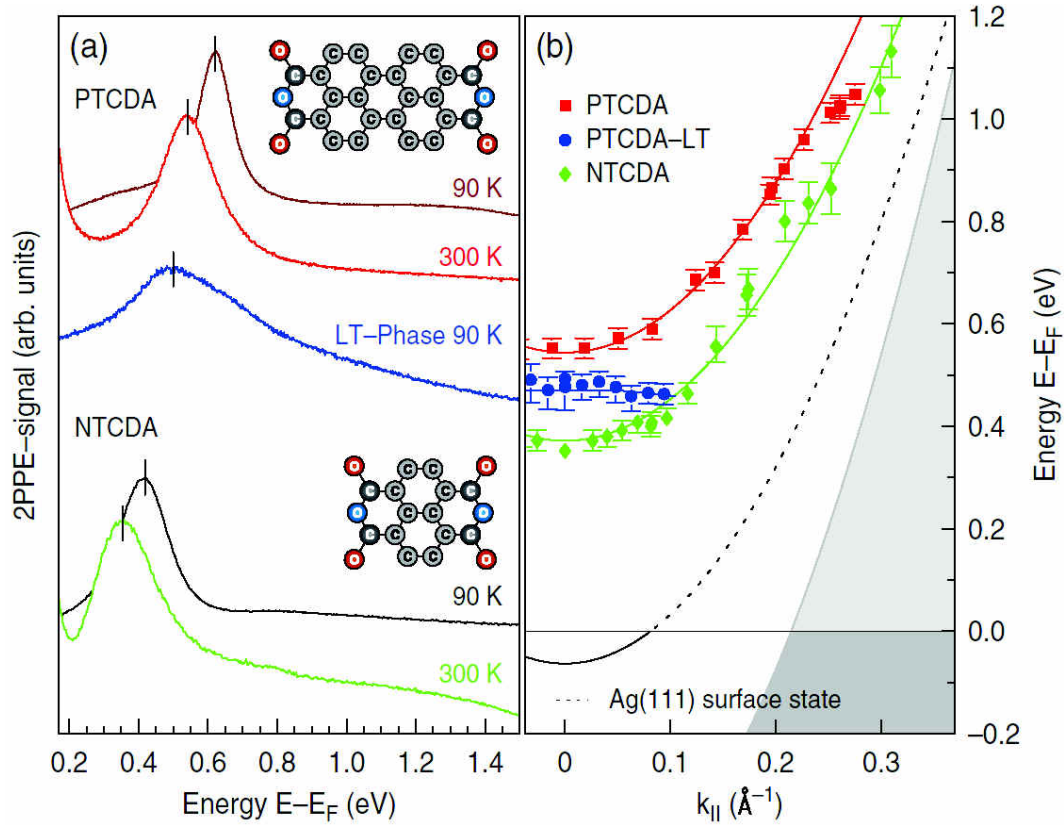 (a)
PTCDA
O C C C C C O
C C C C C C
O C C C C O
C C C C C C
O C C C C C O
90 K
300 K
LT–Phase 90 K
NTCDA
O C C O
C C C C
O C C O
C C C C
O C C O
90 K
300 K
2PPE–signal (arb. units)
0.2 0.4 0.6 0.8 1.0 1.2 1.4
Energy E–E_F (eV)
(b)
PTCDA
PTCDA–LT
NTCDA
Ag(111) surface state
0 0.1 0.2 0.3
k_II (Å⁻¹)
1.2
1.0
0.8
0.6
0.4
0.2
0.0
–0.2
Energy E–E_F (eV)